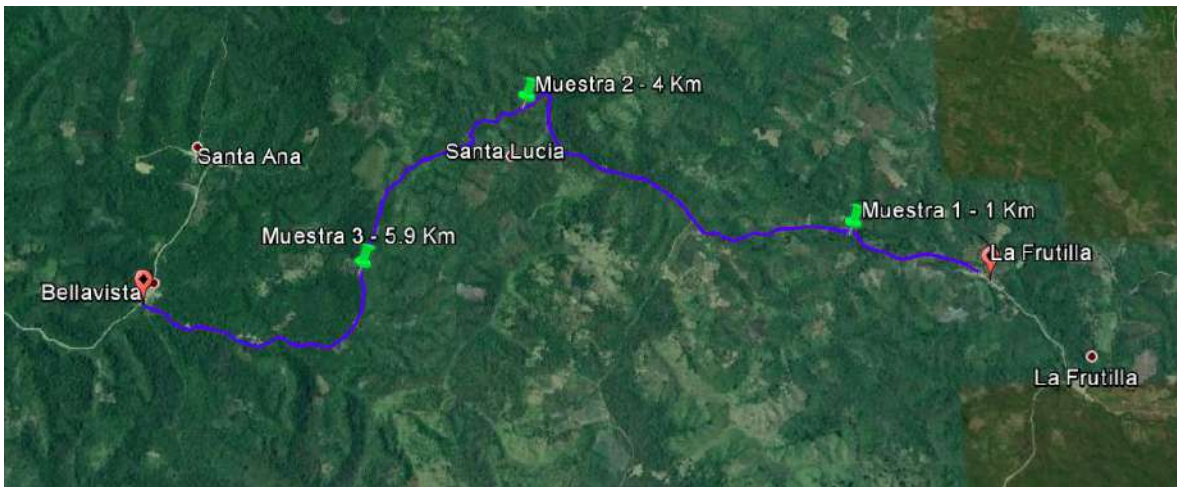 Muestra 2 - 4 Km
Santa Ana
Santa Lucia
Muestra 1 - 1 Km
Muestra 3 - 5.9 Km
La Frutilla
Bellavista
La Frutilla